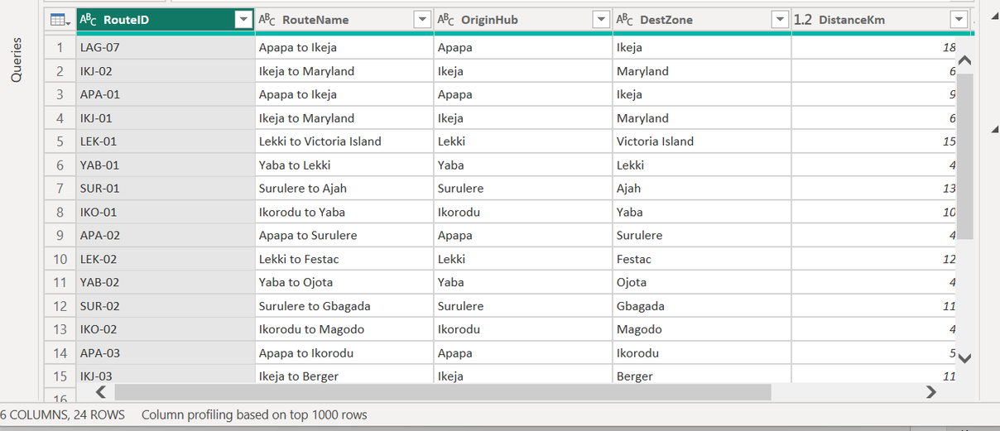 Queries
ABC RouteID ABC RouteName ABC OriginHub ABC DestZone 1.2 DistanceKm
1 LAG-07 Apapa to Ikeja Apapa Ikeja 18
2 IKJ-02 Ikeja to Maryland Ikeja Maryland 6
3 APA-01 Apapa to Ikeja Apapa Ikeja 9
4 IKJ-01 Ikeja to Maryland Ikeja Maryland 6
5 LEK-01 Lekki to Victoria Island Lekki Victoria Island 15
6 YAB-01 Yaba to Lekki Yaba Lekki 4
7 SUR-01 Surulere to Ajah Surulere Ajah 13
8 IKO-01 Ikorodu to Yaba Ikorodu Yaba 10
9 APA-02 Apapa to Surulere Apapa Surulere 4
10 LEK-02 Lekki to Festac Lekki Festac 12
11 YAB-02 Yaba to Ojota Yaba Ojota 4
12 SUR-02 Surulere to Gbagada Surulere Gbagada 11
13 IKO-02 Ikorodu to Magodo Ikorodu Magodo 4
14 APA-03 Apapa to Ikorodu Apapa Ikorodu 5
15 IKJ-03 Ikeja to Berger Ikeja Berger 11
16
6 COLUMNS, 24 ROWS Column profiling based on top 1000 rows